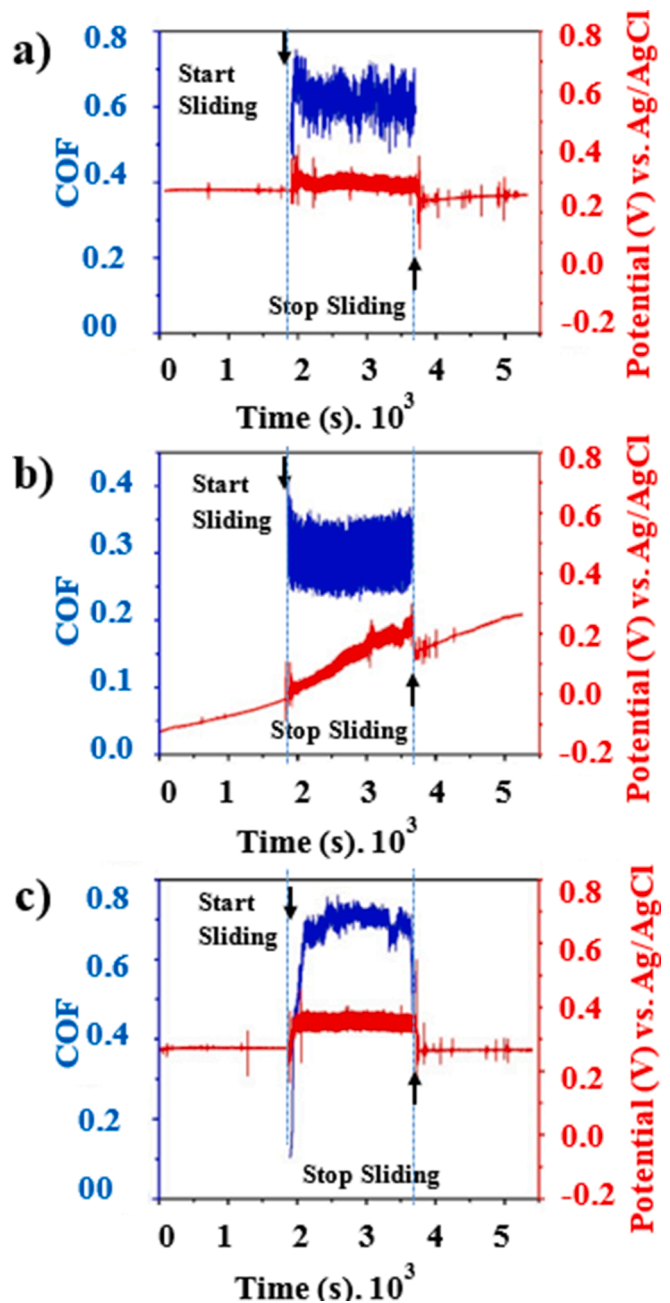 a)
0.8
0.6
0.4
0.2
00
COF
Start
Sliding
Stop Sliding
0.8
0.6
0.4
0.2
0.0
-0.2
Potential (V) vs. Ag/AgCl
0 1 2 3 4 5
Time (s). 10³
b)
0.4
0.3
0.2
0.1
0.0
COF
Start
Sliding
Stop Sliding
0.8
0.6
0.4
0.2
0.0
-0.2
Potential (V) vs. Ag/AgCl
0 1 2 3 4 5
Time (s). 10³
c)
0.8
0.6
0.4
0.2
00
COF
Start
Sliding
Stop Sliding
0.8
0.6
0.4
0.2
0.0
-0.2
Potential (V) vs. Ag/AgCl
0 1 2 3 4 5
Time (s). 10³